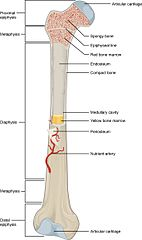 Articular cartilage
Proximal
epiphysis
Spongy bone
Epiphyseal line
Red bone marrow
Metaphysis
Endosteum
Compact bone
Medullary cavity
Yellow bone marrow
Diaphysis
Periosteum
Nutrient artery
Metaphysis
Distal
epiphysis
Articular cartilage